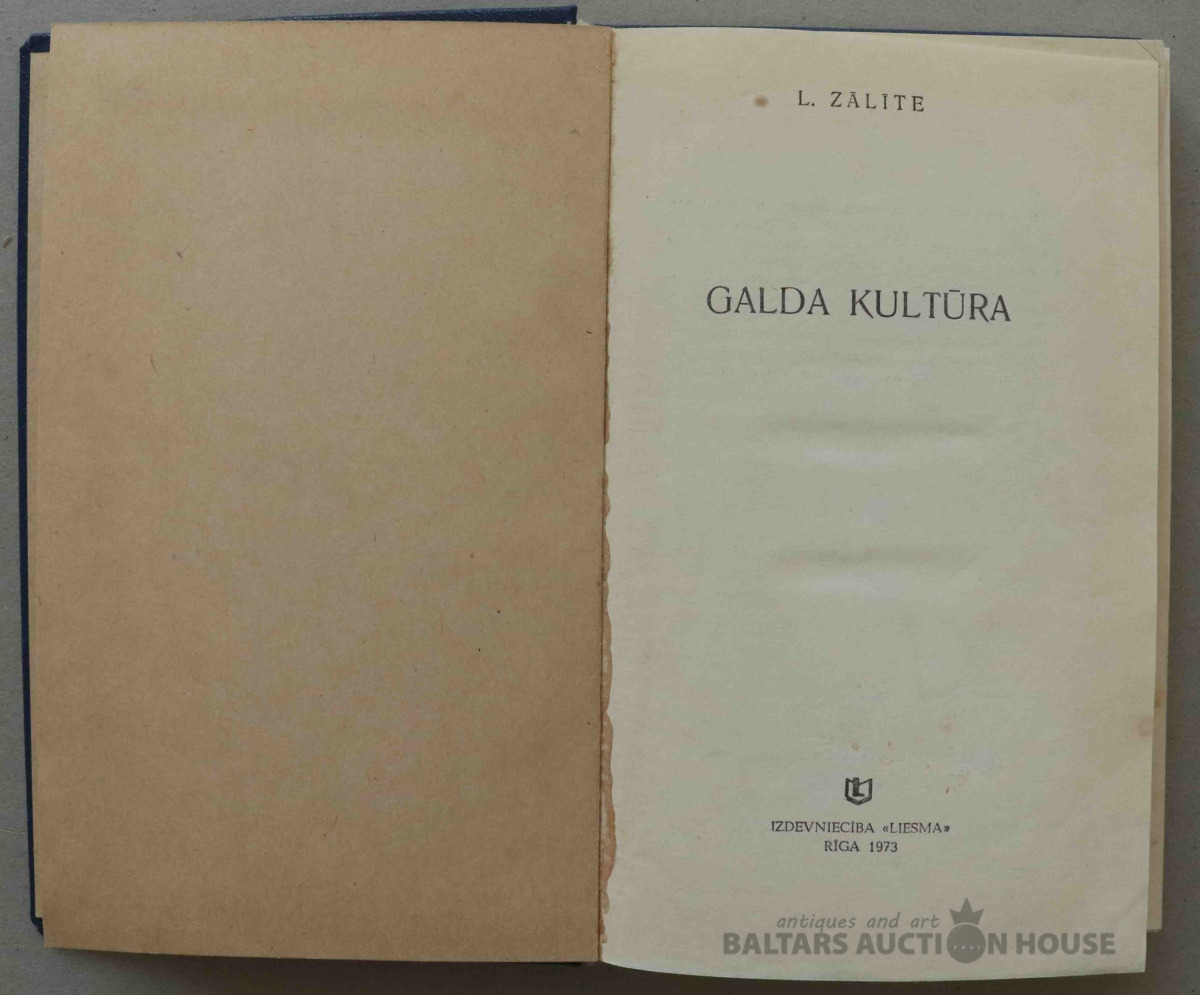 L. ZĀLĪTE
GALDA KULTŪRA
IZDEVNIECĪBA «LIESMA»
RĪGA 1973
antiques and art
BALTARS AUCTION HOUSE